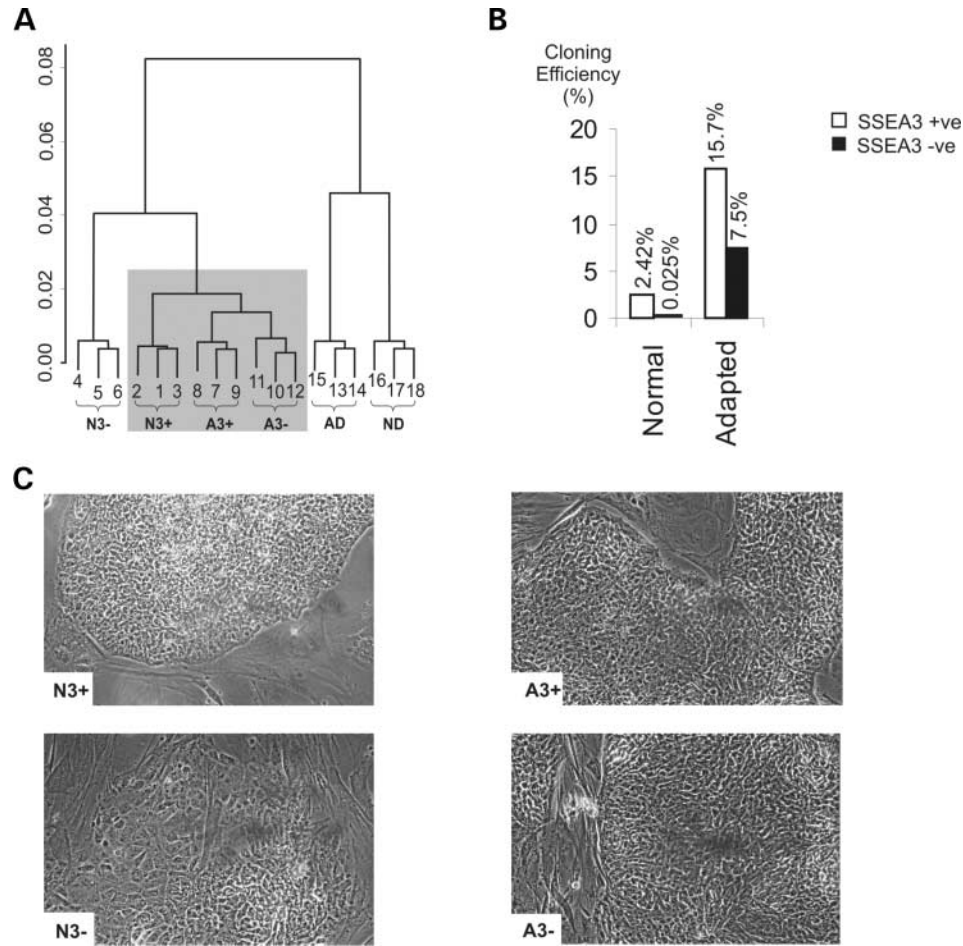 A
0.08
0.06
0.04
0.02
0.00
4 5 6 2 1 3 8 7 9 11 10 12 15 13 14 16 17 18
N3- N3+ A3+ A3- AD ND
B
Cloning
Efficiency
(%)
20
15
10
5
0
2.42%
0.025%
15.7%
7.5%
Normal
Adapted
SSEA3 +ve
SSEA3 -ve
C
N3+
A3+
N3-
A3-